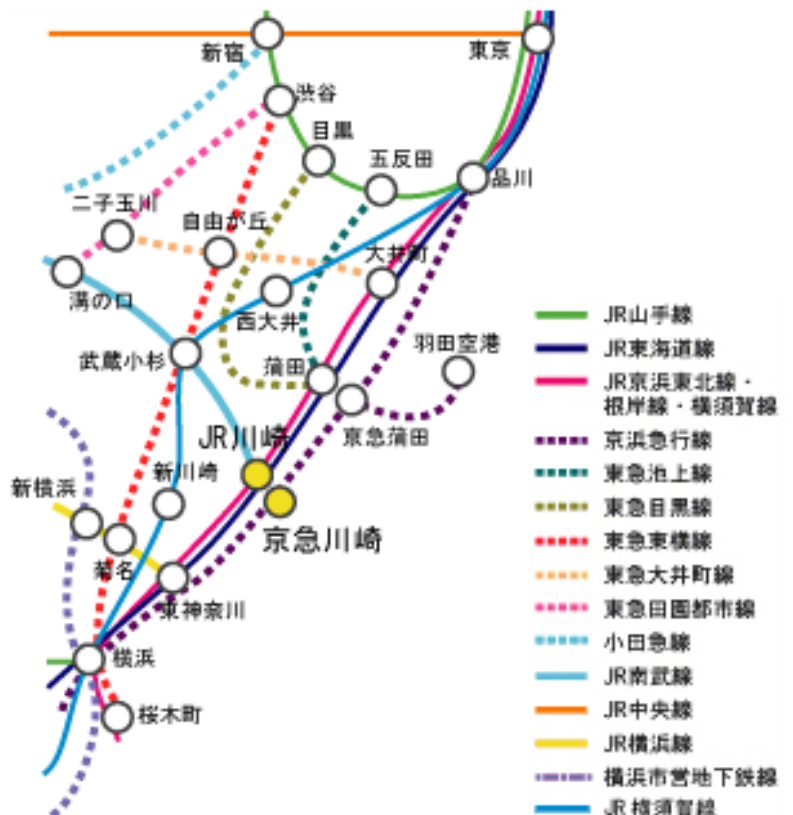 新宿
東京
渋谷
目黒
五反田
品川
二子玉川
自由が丘
大井町
溝の口
西大井
羽田空港
武蔵小杉
蒲田
京急蒲田
JR川崎
新川崎
新横浜
京急川崎
菊名
東神奈川
横浜
桜木町
JR山手線
JR東海道線
JR京浜東北線・
根岸線・横須賀線
京浜急行線
東急池上線
東急目黒線
東急東横線
東急大井町線
東急田園都市線
小田急線
JR南武線
JR中央線
JR横浜線
横浜市営地下鉄線
JR横須賀線